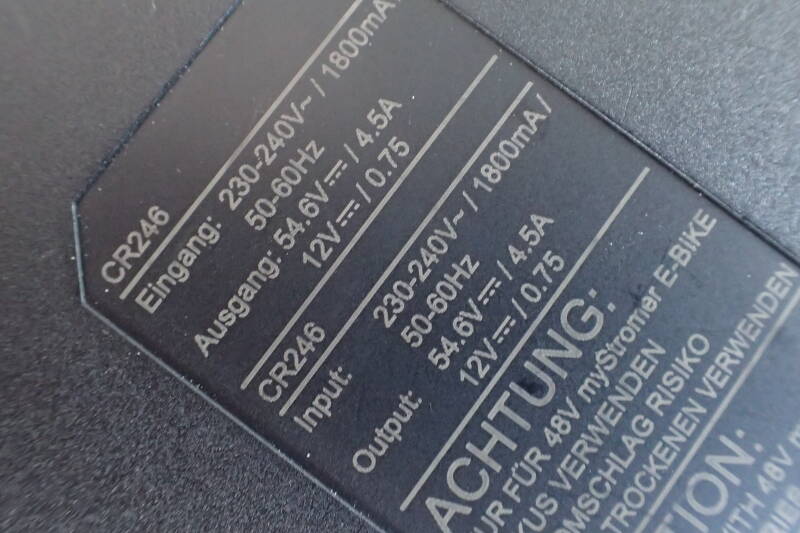 CR246
Eingang: 230-240V~ / 1800mA
50-60Hz
Ausgang: 54.6V⎓ / 4.5A
12V⎓ / 0.75
CR246
Input: 230-240V~ / 1800mA /
50-60Hz
Output: 54.6V⎓ / 4.5A
12V⎓ / 0.75
ACHTUNG:
UR FÜR 48V myStromer E-BIKE
KUS VERWENDEN
OMSCHLAG RISIKO
TROCKENEN VERWENDEN
TION:
ITH 48V